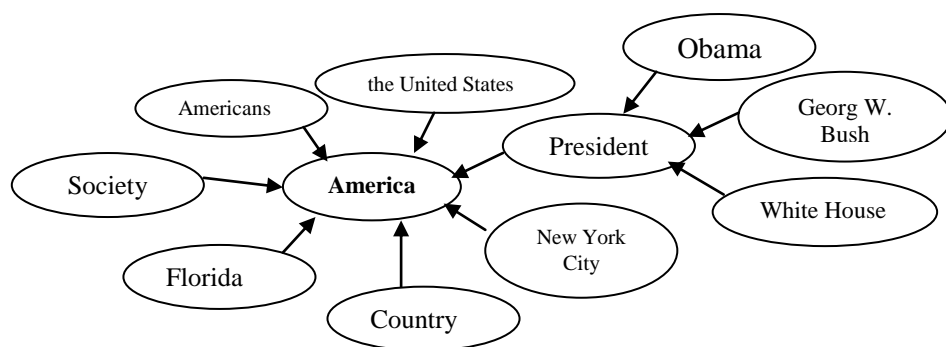 Obama
the United States
Americans
Georg W.
Bush
President
Society
America
White House
New York
City
Florida
Country